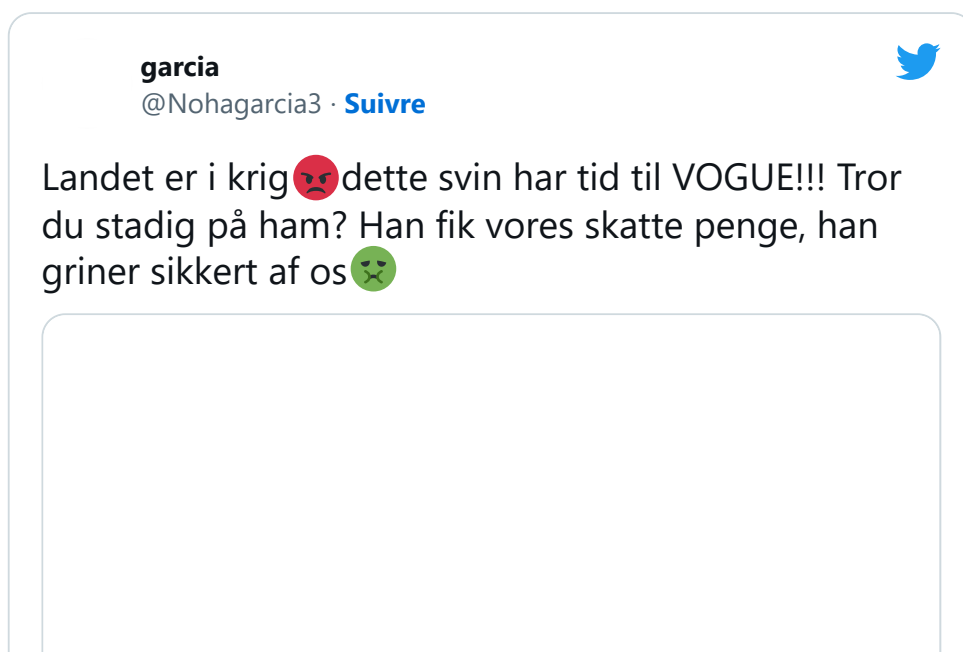 garcia
@Nohagarcia3 · Suivre
Landet er i krig😡dette svin har tid til VOGUE!!! Tror
du stadig på ham? Han fik vores skatte penge, han
griner sikkert af os🤢